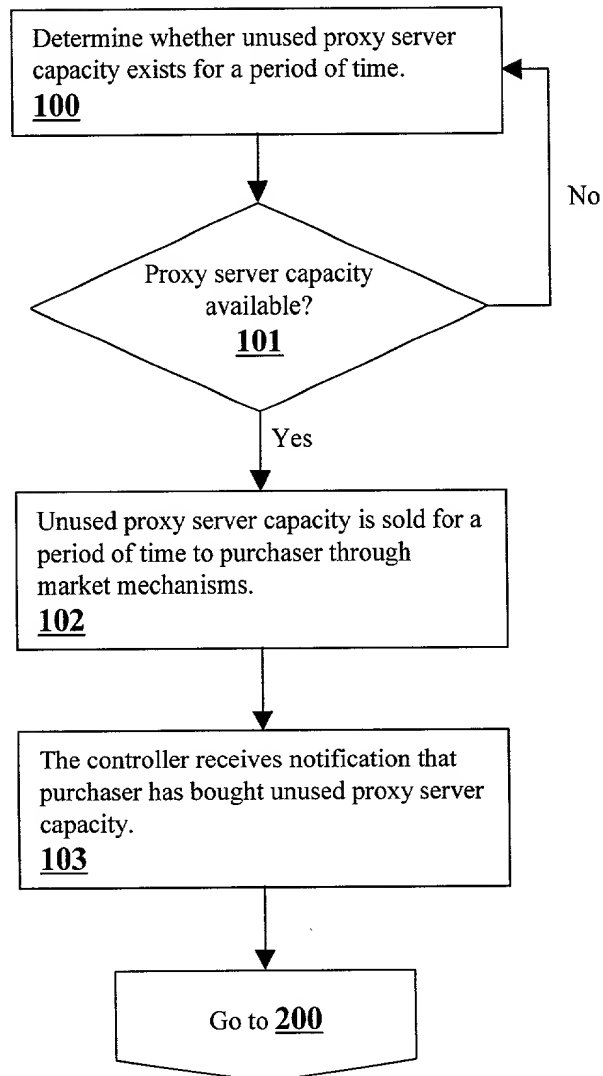 Determine whether unused proxy server
capacity exists for a period of time.
100
No
Proxy server capacity
available?
101
Yes
Unused proxy server capacity is sold for a
period of time to purchaser through
market mechanisms.
102
The controller receives notification that
purchaser has bought unused proxy server
capacity.
103
Go to 200